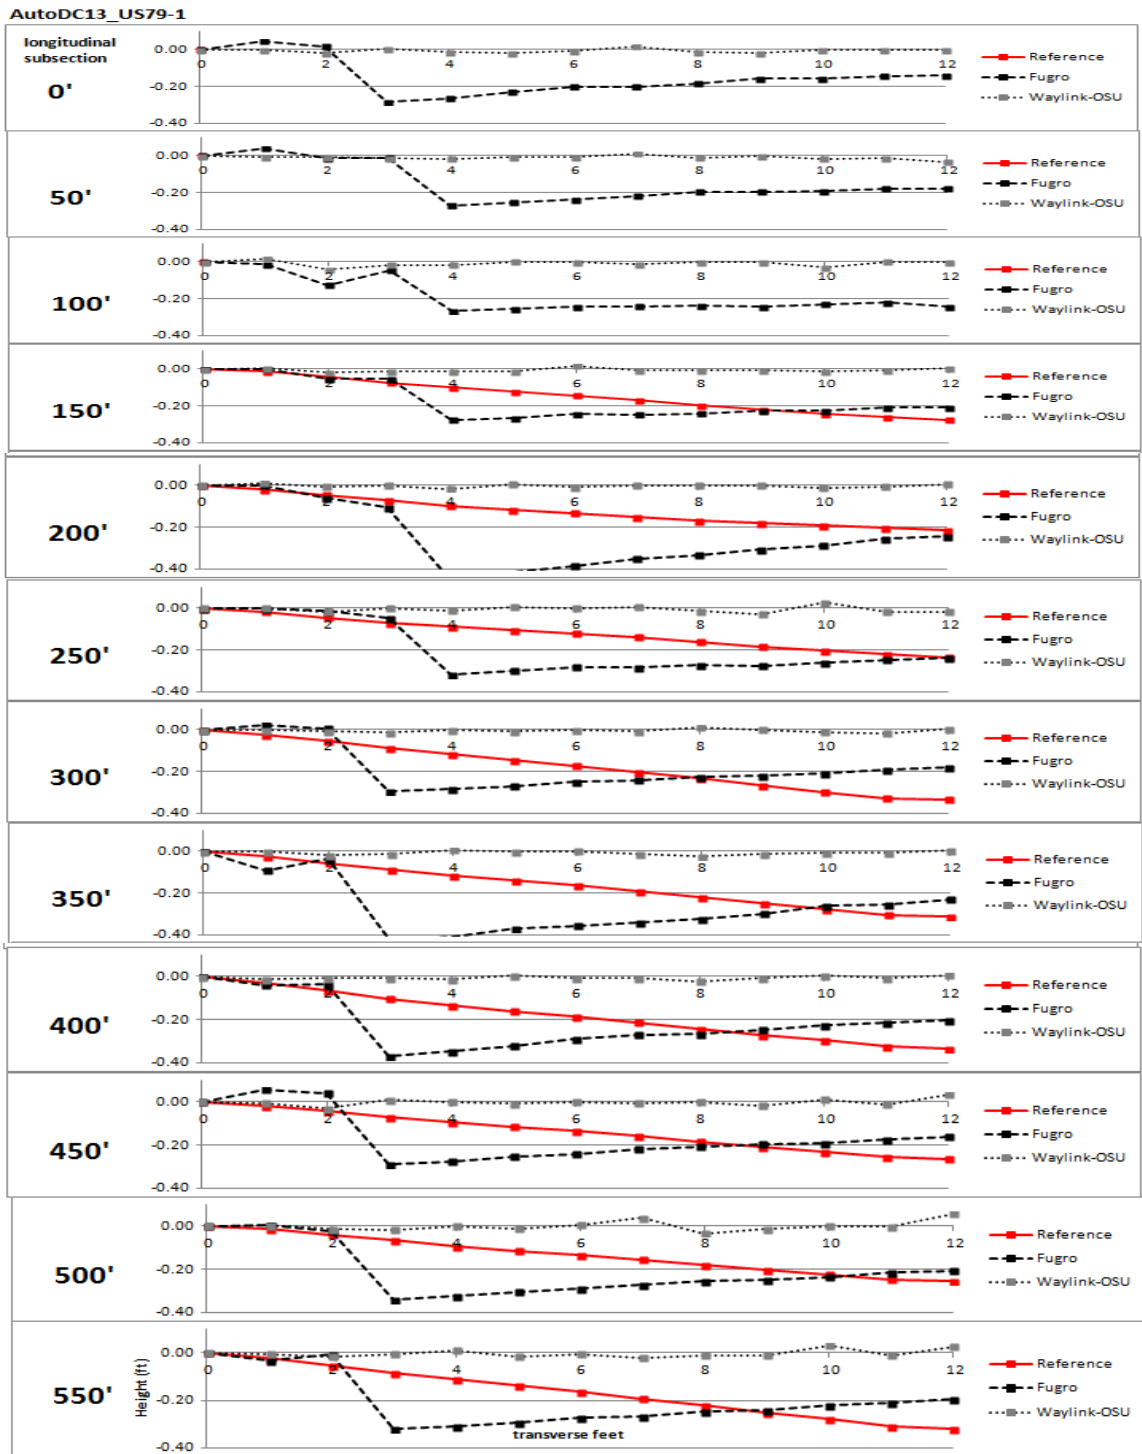 AutoDC13_US79-1
longitudinal
subsection
0'
0.00
-0.20
-0.40
0 2 4 6 8 10 12
Reference
Fugro
Waylink-OSU
50'
0.00
-0.20
-0.40
0 2 4 6 8 10 12
Reference
Fugro
Waylink-OSU
100'
0.00
-0.20
-0.40
0 2 4 6 8 10 12
Reference
Fugro
Waylink-OSU
150'
0.00
-0.20
-0.40
0 2 4 6 8 10 12
Reference
Fugro
Waylink-OSU
200'
0.00
-0.20
-0.40
0 2 4 6 8 10 12
Reference
Fugro
Waylink-OSU
250'
0.00
-0.20
-0.40
0 2 4 6 8 10 12
Reference
Fugro
Waylink-OSU
300'
0.00
-0.20
-0.40
0 2 4 6 8 10 12
Reference
Fugro
Waylink-OSU
350'
0.00
-0.20
-0.40
0 2 4 6 8 10 12
Reference
Fugro
Waylink-OSU
400'
0.00
-0.20
-0.40
0 2 4 6 8 10 12
Reference
Fugro
Waylink-OSU
450'
0.00
-0.20
-0.40
0 2 4 6 8 10 12
Reference
Fugro
Waylink-OSU
500'
0.00
-0.20
-0.40
0 2 4 6 8 10 12
Reference
Fugro
Waylink-OSU
550'
Height (ft)
0.00
-0.20
-0.40
0 2 4 6 8 10 12
transverse feet
Reference
Fugro
Waylink-OSU